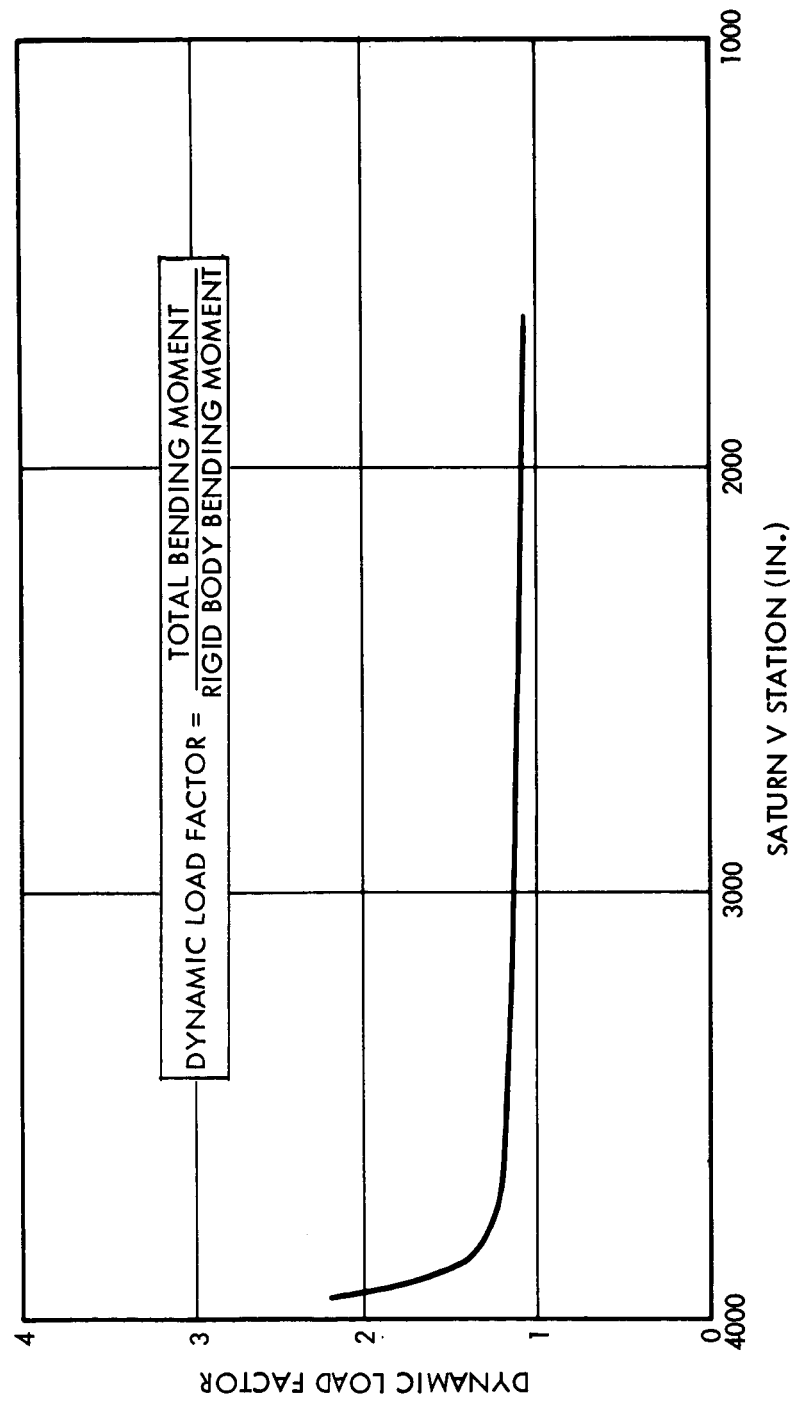 DYNAMIC LOAD FACTOR = TOTAL BENDING MOMENT
RIGID BODY BENDING MOMENT
DYNAMIC LOAD FACTOR
4
3
2
1
0
4000
3000
2000
1000
SATURN V STATION (IN.)